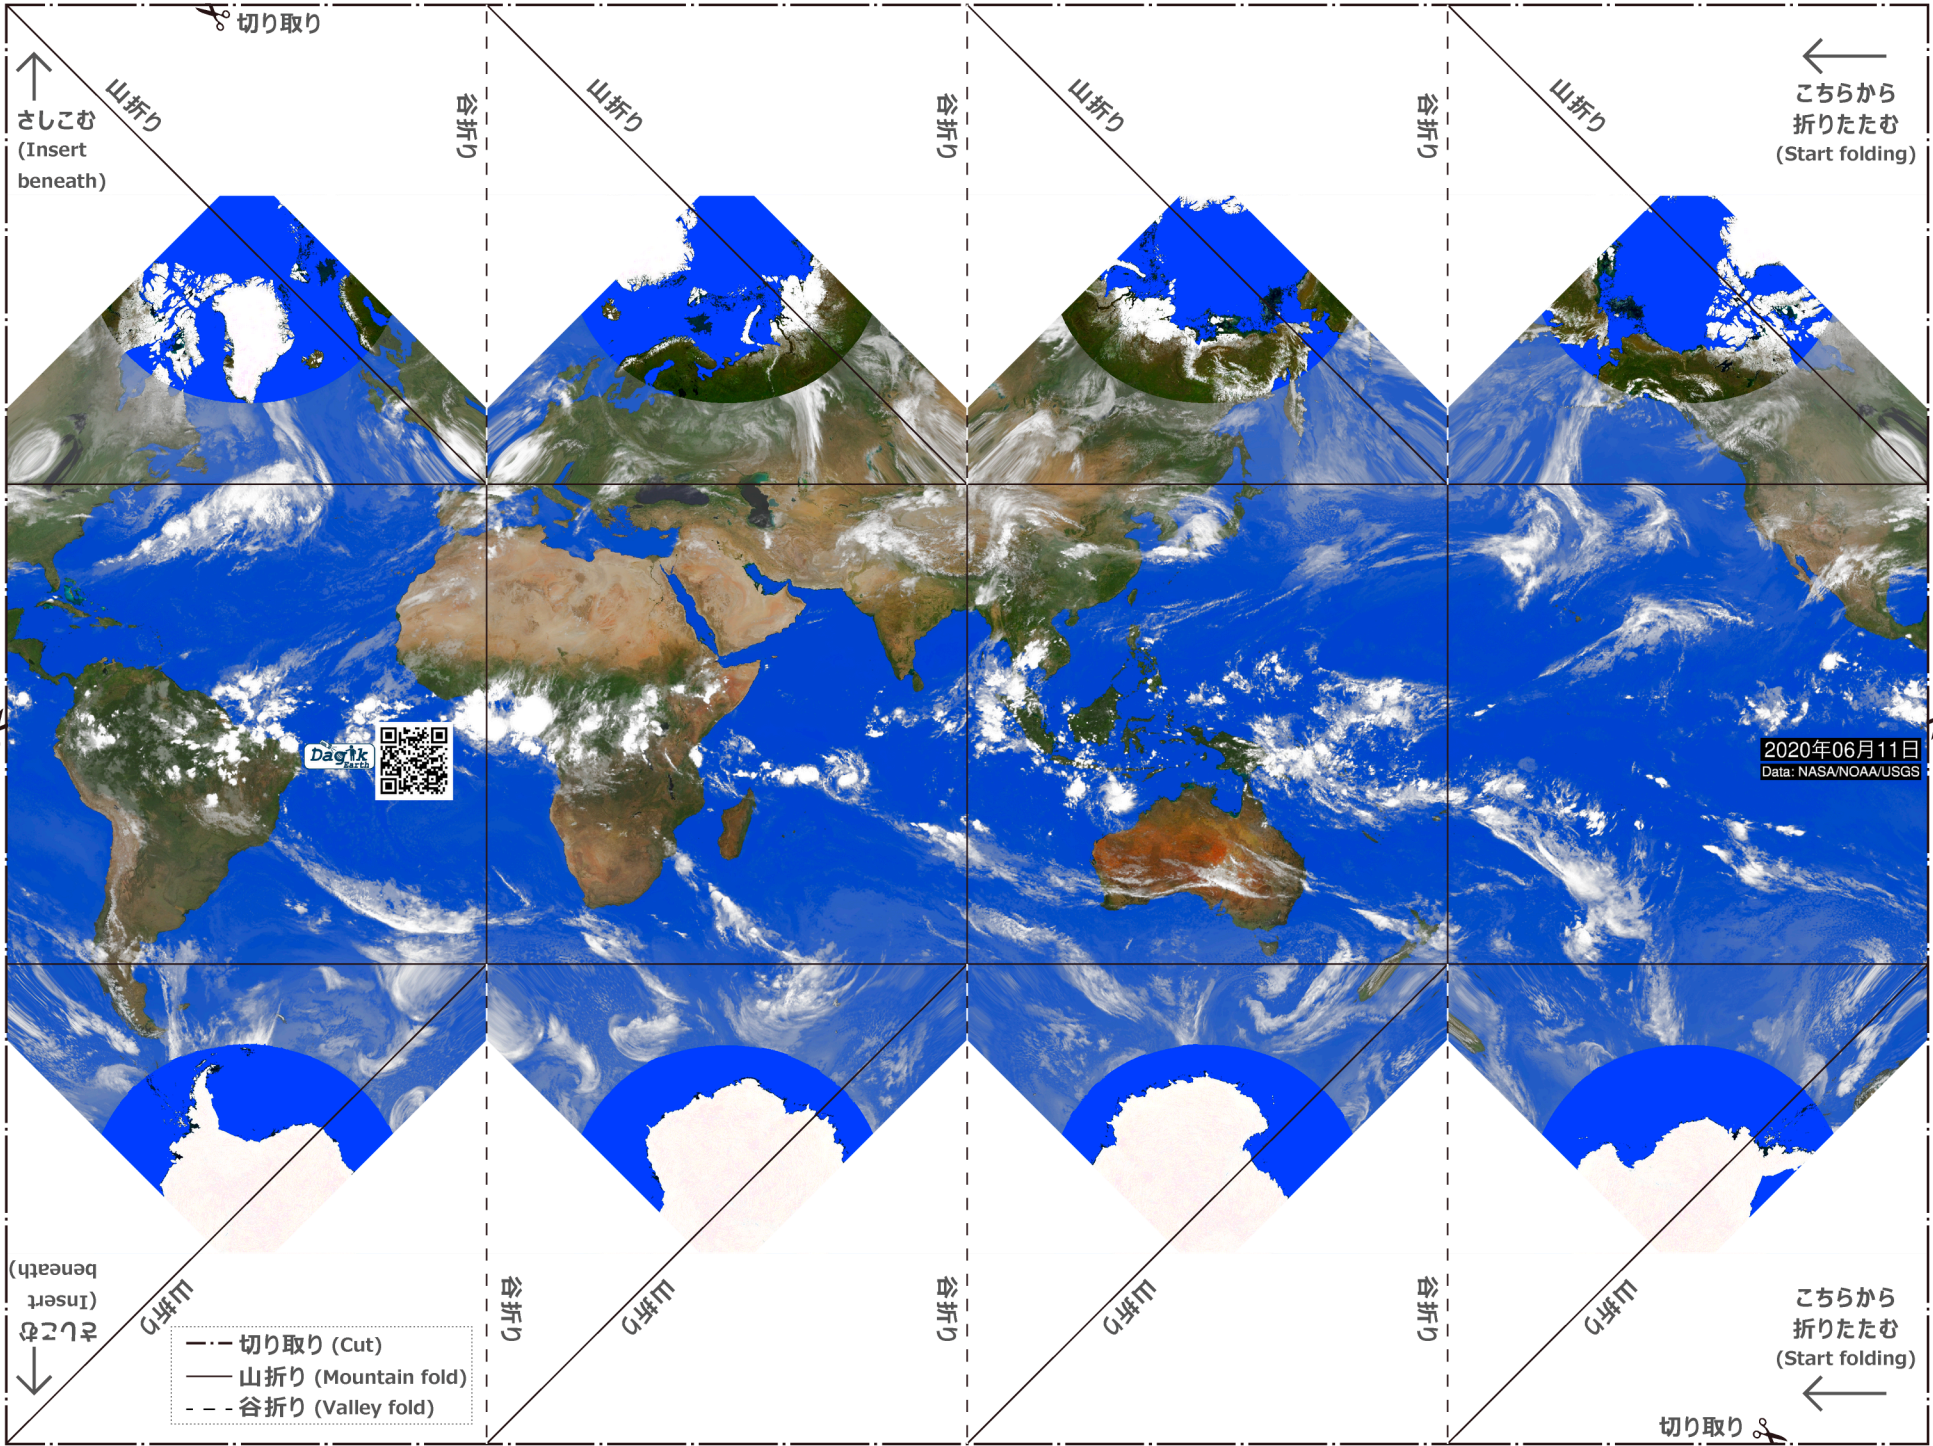 切り取り
山折り
谷折り
山折り
谷折り
山折り
谷折り
山折り
こちらから
折りたたむ
(Start folding)
さしこむ
(Insert
beneath)
Dagik
Earth
2020年06月11日
Data: NASA/NOAA/USGS
さしこむ
(Insert
beneath)
山折り
谷折り
山折り
谷折り
山折り
谷折り
山折り
こちらから
折りたたむ
(Start folding)
切り取り (Cut)
山折り (Mountain fold)
谷折り (Valley fold)
切り取り